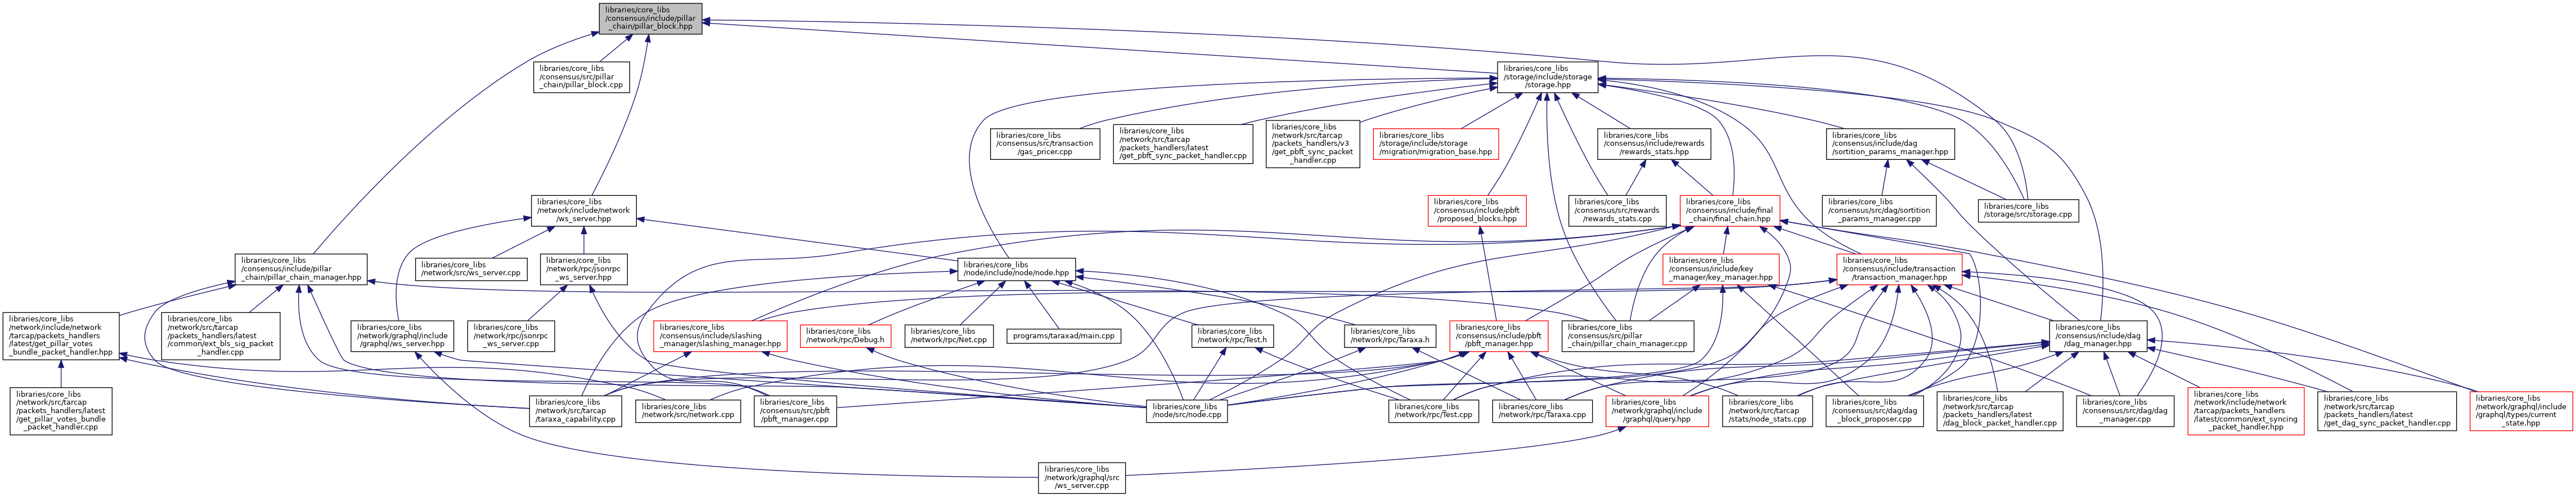 libraries/core_libs
/consensus/include/pillar
_chain/pillar_block.hpp
libraries/core_libs
/consensus/src/pillar
_chain/pillar_block.cpp
libraries/core_libs
/storage/include/storage
/storage.hpp
libraries/core_libs
/consensus/src/transaction
/gas_pricer.cpp
libraries/core_libs
/network/src/tarcap
/packets_handlers/latest
/get_pbft_sync_packet_handler.cpp
libraries/core_libs
/network/src/tarcap
/packets_handlers/v3
/get_pbft_sync_packet
_handler.cpp
libraries/core_libs
/storage/include/storage
/migration/migration_base.hpp
libraries/core_libs
/consensus/include/rewards
/rewards_stats.hpp
libraries/core_libs
/consensus/include/dag
/sortition_params_manager.hpp
libraries/core_libs
/network/include/network
/ws_server.hpp
libraries/core_libs
/consensus/include/pbft
/proposed_blocks.hpp
libraries/core_libs
/consensus/src/rewards
/rewards_stats.cpp
libraries/core_libs
/consensus/include/final
_chain/final_chain.hpp
libraries/core_libs
/consensus/src/dag/sortition
_params_manager.cpp
libraries/core_libs
/storage/src/storage.cpp
libraries/core_libs
/consensus/include/pillar
_chain/pillar_chain_manager.hpp
libraries/core_libs
/network/src/ws_server.cpp
libraries/core_libs
/network/rpc/jsonrpc
_ws_server.hpp
libraries/core_libs
/node/include/node/node.hpp
libraries/core_libs
/consensus/include/key
_manager/key_manager.hpp
libraries/core_libs
/consensus/include/transaction
/transaction_manager.hpp
libraries/core_libs
/network/include/network
/tarcap/packets_handlers
/latest/get_pillar_votes
_bundle_packet_handler.hpp
libraries/core_libs
/network/src/tarcap
/packets_handlers/latest
/common/ext_bls_sig_packet
_handler.cpp
libraries/core_libs
/network/graphql/include
/graphql/ws_server.hpp
libraries/core_libs
/network/rpc/jsonrpc
_ws_server.cpp
libraries/core_libs
/consensus/include/slashing
_manager/slashing_manager.hpp
libraries/core_libs
/network/rpc/Debug.h
libraries/core_libs
/network/rpc/Net.cpp
programs/taraxad/main.cpp
libraries/core_libs
/network/rpc/Test.h
libraries/core_libs
/network/rpc/Taraxa.h
libraries/core_libs
/consensus/include/pbft
/pbft_manager.hpp
libraries/core_libs
/consensus/src/pillar
_chain/pillar_chain_manager.cpp
libraries/core_libs
/consensus/include/dag
/dag_manager.hpp
libraries/core_libs
/network/src/tarcap
/packets_handlers/latest
/get_pillar_votes_bundle
_packet_handler.cpp
libraries/core_libs
/network/src/tarcap
/taraxa_capability.cpp
libraries/core_libs
/network/src/network.cpp
libraries/core_libs
/consensus/src/pbft
/pbft_manager.cpp
libraries/core_libs
/node/src/node.cpp
libraries/core_libs
/network/rpc/Test.cpp
libraries/core_libs
/network/rpc/Taraxa.cpp
libraries/core_libs
/network/graphql/include
/graphql/query.hpp
libraries/core_libs
/network/src/tarcap
/stats/node_stats.cpp
libraries/core_libs
/consensus/src/dag/dag
_block_proposer.cpp
libraries/core_libs
/network/src/tarcap
/packets_handlers/latest
/dag_block_packet_handler.cpp
libraries/core_libs
/consensus/src/dag/dag
_manager.cpp
libraries/core_libs
/network/include/network
/tarcap/packets_handlers
/latest/common/ext_syncing
_packet_handler.hpp
libraries/core_libs
/network/src/tarcap
/packets_handlers/latest
/get_dag_sync_packet_handler.cpp
libraries/core_libs
/network/graphql/include
/graphql/types/current
_state.hpp
libraries/core_libs
/network/graphql/src
/ws_server.cpp